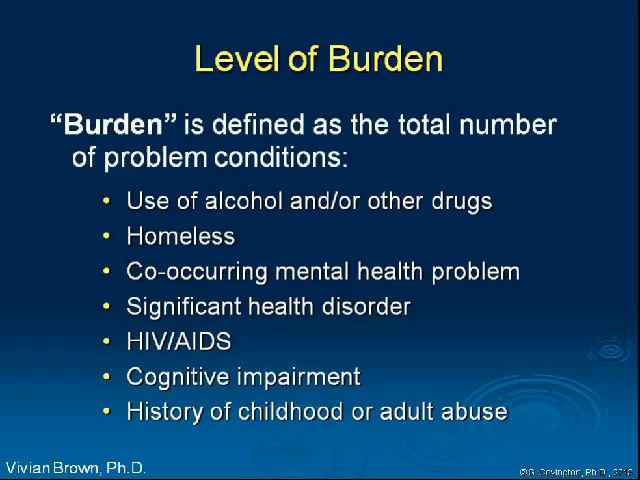 Level of Burden
“Burden” is defined as the total number
of problem conditions:
• Use of alcohol and/or other drugs
• Homeless
• Co-occurring mental health problem
• Significant health disorder
• HIV/AIDS
• Cognitive impairment
• History of childhood or adult abuse
Vivian Brown, Ph.D.
© S. Covington, Ph.D.,